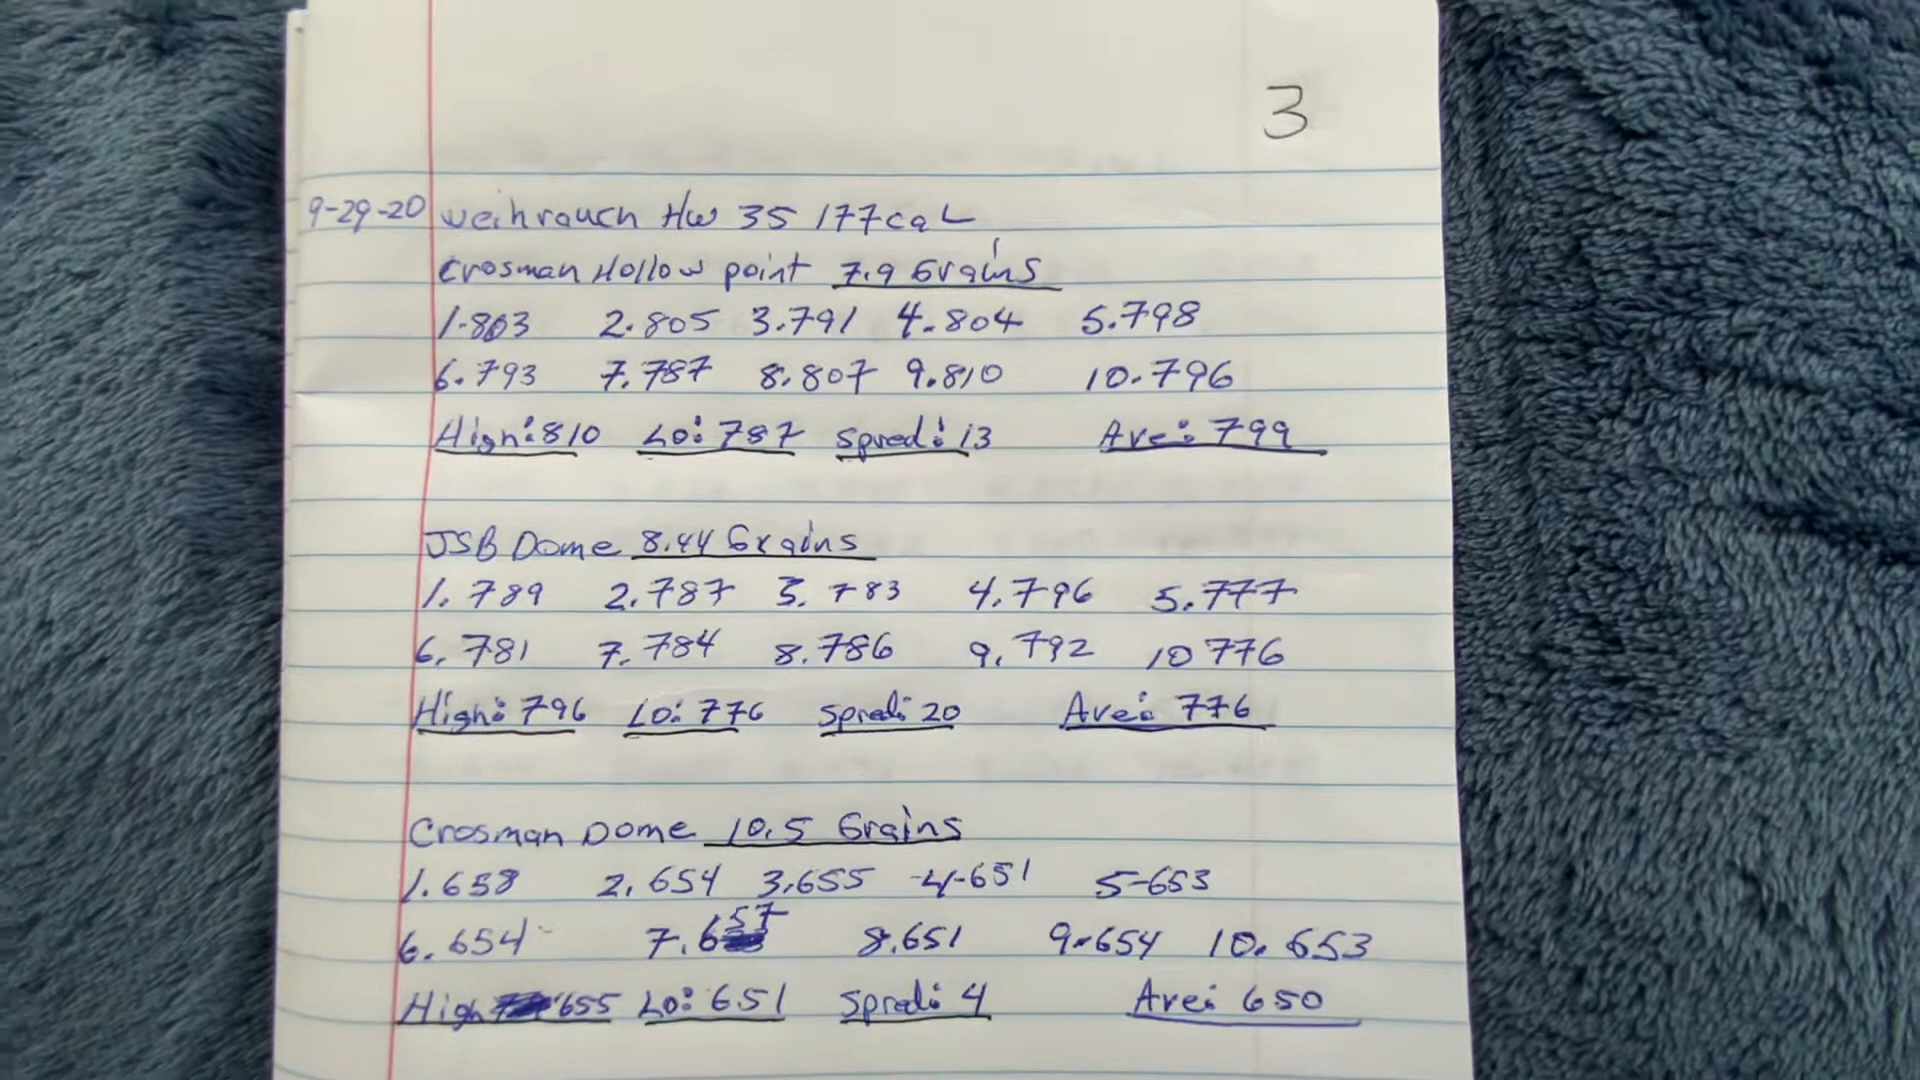 3
9-29-20 Weihrauch HW 35 177caL
Crosman Hollow point 7.9 Grains
1.803 2.805 3.791 4.804 5.798
6.793 7.787 8.807 9.810 10.796
High: 810 Lo: 787 Spred: 13 Ave: 799
JSB Dome 8.44 Grains
1.789 2.787 3.783 4.796 5.777
6.781 7.784 8.786 9.792 10 776
High: 796 Lo: 776 Spred: 20 Ave: 776
Crosman Dome 10.5 Grains
1.658 2.654 3.655 4-651 5-653
6.654 7.657 8.651 9.654 10.653
High 655 Lo: 651 Spred: 4 Ave: 650